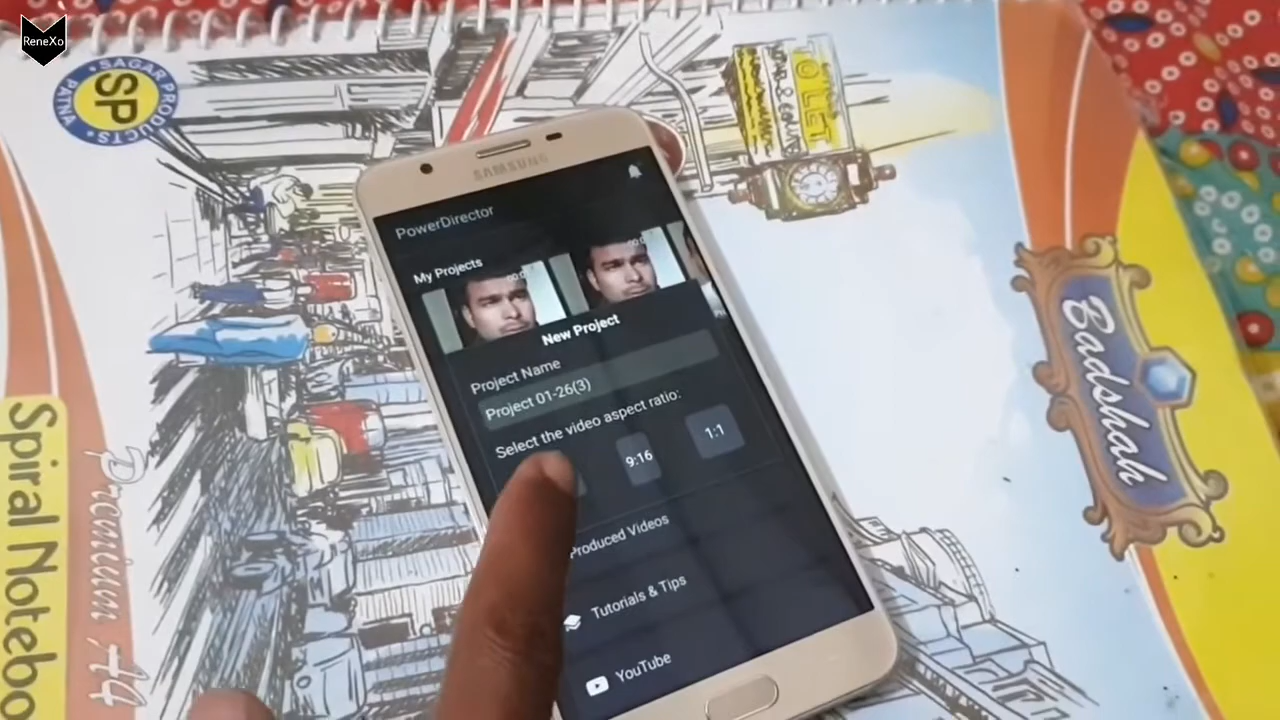 ReneXo
SAGAR PRODUCTS
SP
PATNA
TO LET
SAMSUNG
PowerDirector
My Projects
New Project
Project Name
Project 01-26(3)
Select the video aspect ratio:
9:16
1:1
Produced Videos
Tutorials & Tips
YouTube
Badshah
Spiral Notebo
Premium A4